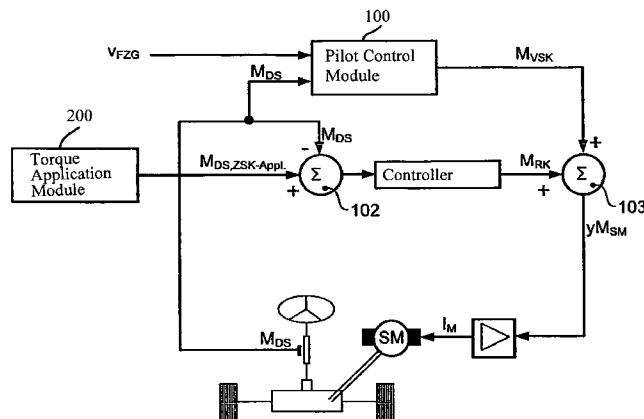 100
vFZG
Pilot Control
Module
MDS
MVSK
200
Torque
Application
Module
MDS,ZSK-Appl.
-
MDS
+
Σ
102
Controller
MRK
+
+
Σ
103
yMSM
MDS
SM
IM